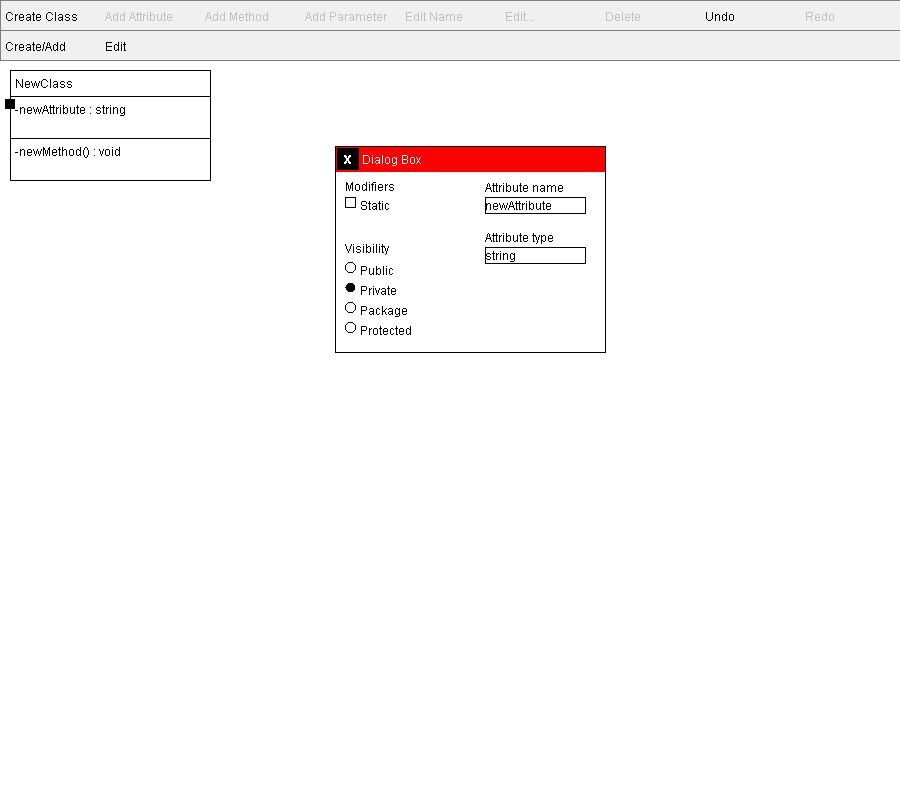 Create Class Add Attribute Add Method Add Parameter Edit Name Edit... Delete Undo Redo
Create/Add Edit
NewClass
-newAttribute : string
-newMethod() : void
X Dialog Box
Modifiers
Static
Visibility
Public
Private
Package
Protected
Attribute name
newAttribute
Attribute type
string